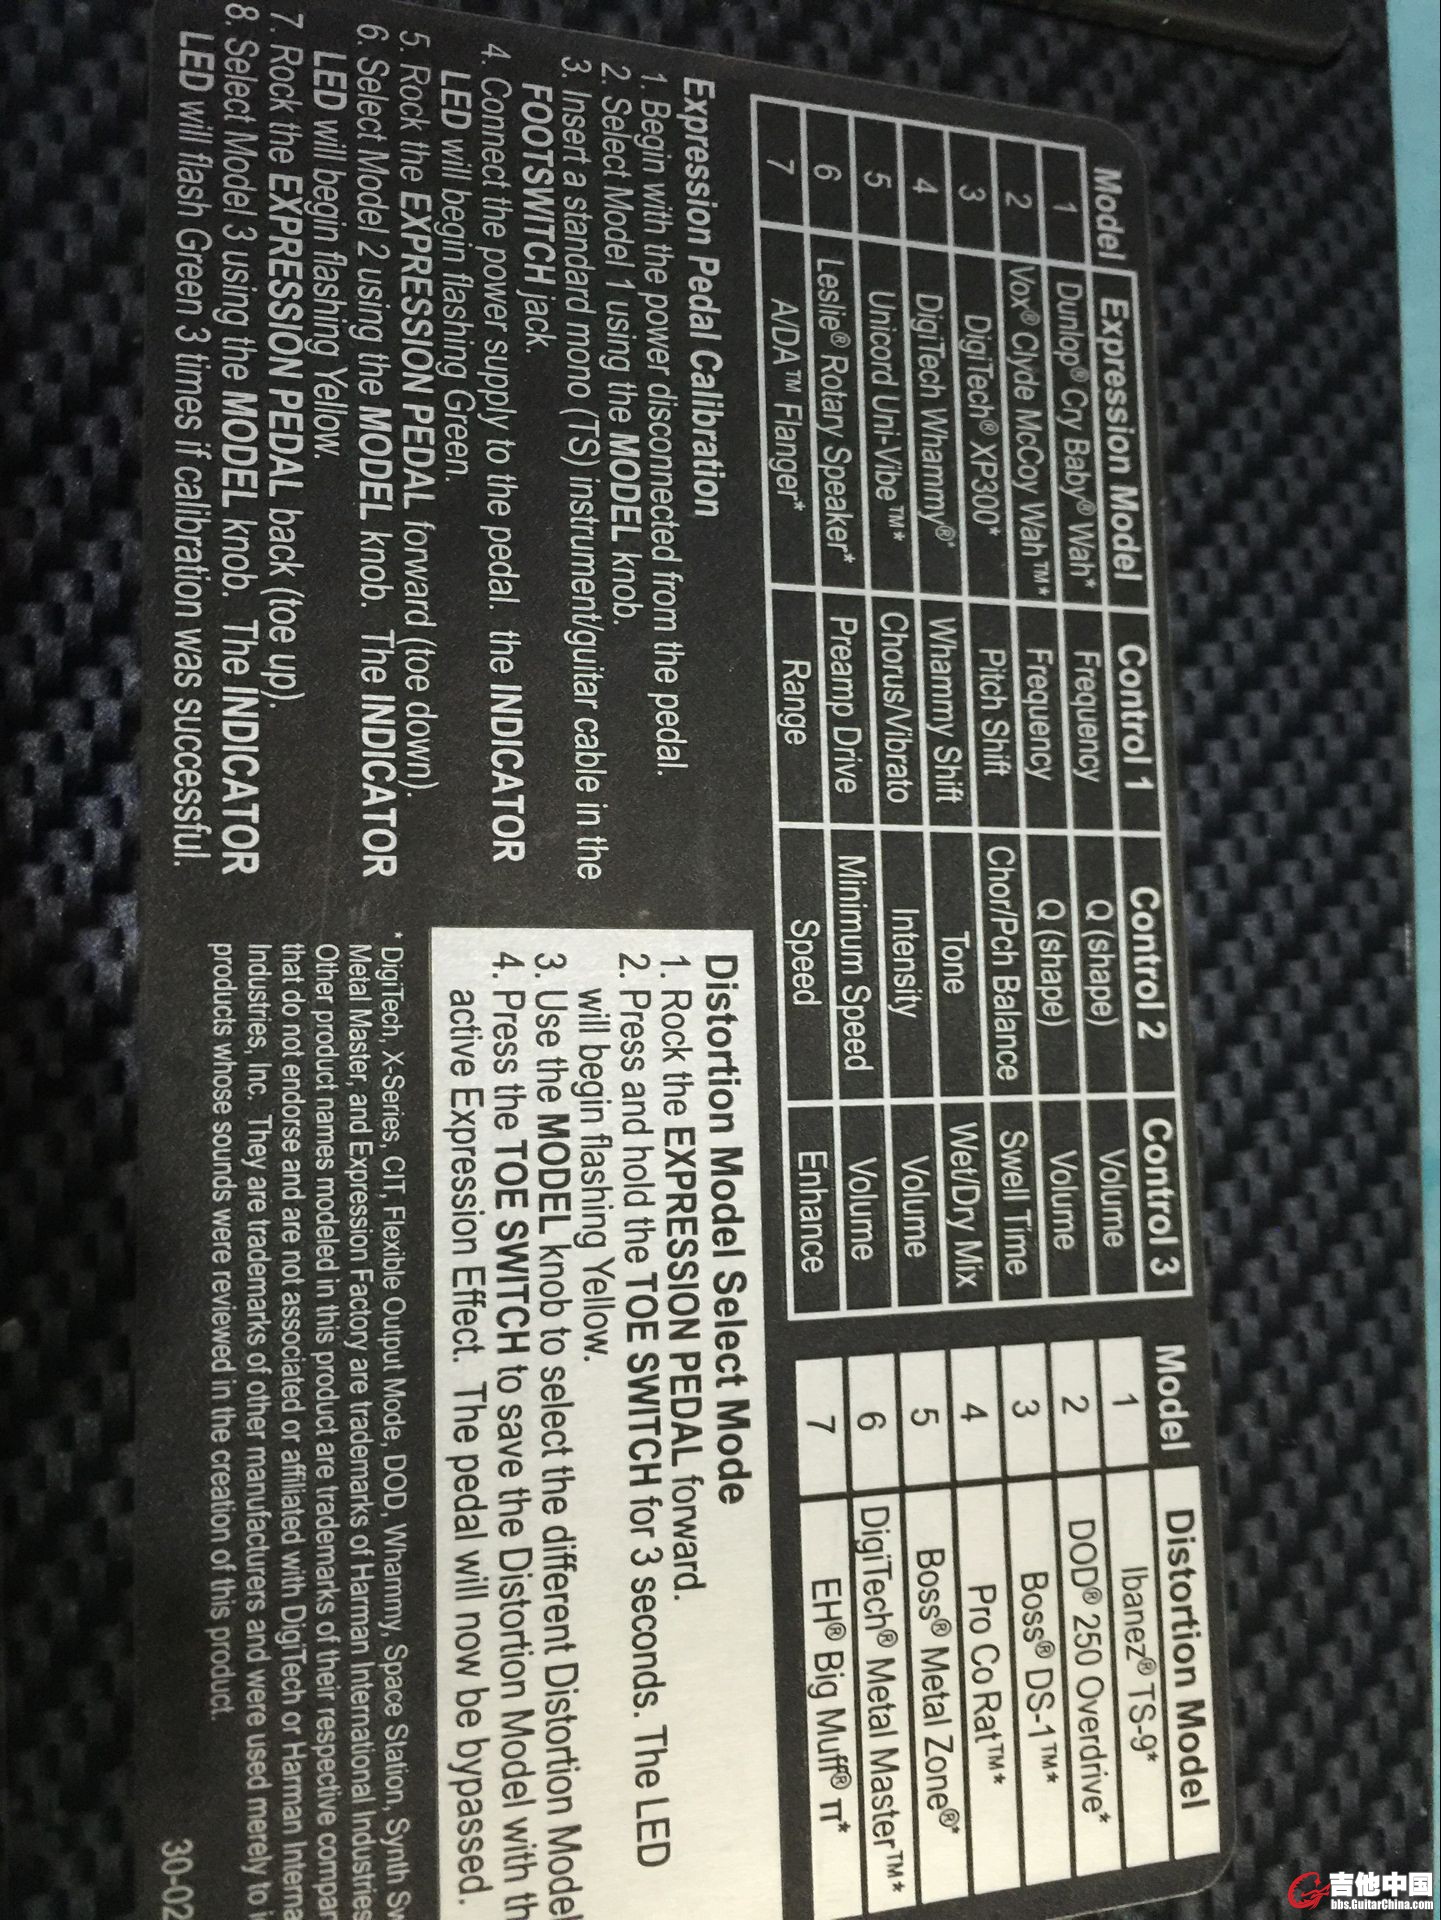 Model Expression Model Control 1 Control 2 Control 3
1 Dunlop® Cry Baby® Wah* Frequency Q (shape) Volume
2 Vox® Clyde McCoy Wah™* Frequency Q (shape) Volume
3 DigiTech® XP300* Pitch Shift Chor/Pch Balance Swell Time
4 DigiTech Whammy®* Whammy Shift Tone Wet/Dry Mix
5 Unicord Uni-Vibe™* Chorus/Vibrato Intensity Volume
6 Leslie® Rotary Speaker* Preamp Drive Minimum Speed Volume
7 A/DA™ Flanger* Range Speed Enhance
Model Distortion Model
1 Ibanez® TS-9*
2 DOD® 250 Overdrive*
3 Boss® DS-1™*
4 Pro Co Rat™*
5 Boss® Metal Zone®*
6 DigiTech® Metal Master™*
7 EH® Big Muff® π*
Expression Pedal Calibration
1. Begin with the power disconnected from the pedal.
2. Select Model 1 using the MODEL knob.
3. Insert a standard mono (TS) instrument/guitar cable in the
FOOTSWITCH jack.
4. Connect the power supply to the pedal. the INDICATOR
LED will begin flashing Green.
5. Rock the EXPRESSION PEDAL forward (toe down).
6. Select Model 2 using the MODEL knob. The INDICATOR
LED will begin flashing Yellow.
7. Rock the EXPRESSION PEDAL back (toe up).
8. Select Model 3 using the MODEL knob. The INDICATOR
LED will flash Green 3 times if calibration was successful.
Distortion Model Select Mode
1. Rock the EXPRESSION PEDAL forward.
2. Press and hold the TOE SWITCH for 3 seconds. The LED
will begin flashing Yellow.
3. Use the MODEL knob to select the different Distortion Model
4. Press the TOE SWITCH to save the Distortion Model with th
active Expression Effect. The pedal will now be bypassed.
* DigiTech, X-Series, CIT, Flexible Output Mode, DOD, Whammy, Space Station, Synth Sw
Metal Master, and Expression Factory are trademarks of Harman International Industries
Other product names modeled in this product are trademarks of their respective compan
that do not endorse and are not associated or affiliated with DigiTech or Harman Interna
Industries, Inc. They are trademarks of other manufacturers and were used merely to i
products whose sounds were reviewed in the creation of this product.
30-02
吉他中国
bbs.GuitarChina.com